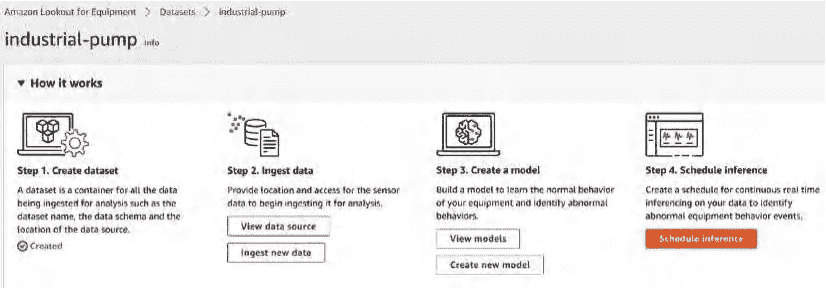 Amazon Lookout for Equipment > Datasets > industrial-pump
industrial-pump Info
▼ How it works
Step 1. Create dataset
A dataset is a container for all the data
being ingested for analysis such as the
dataset name, the data schema and the
location of the data source.
Created
Step 2. Ingest data
Provide location and access for the sensor
data to begin ingesting it for analysis.
View data source
Ingest new data
Step 3. Create a model
Build a model to learn the normal behavior
of your equipment and identify abnormal
behaviors.
View models
Create new model
Step 4. Schedule inference
Create a schedule for continuous real time
inferencing on your data to identify
abnormal equipment behavior events.
Schedule inference